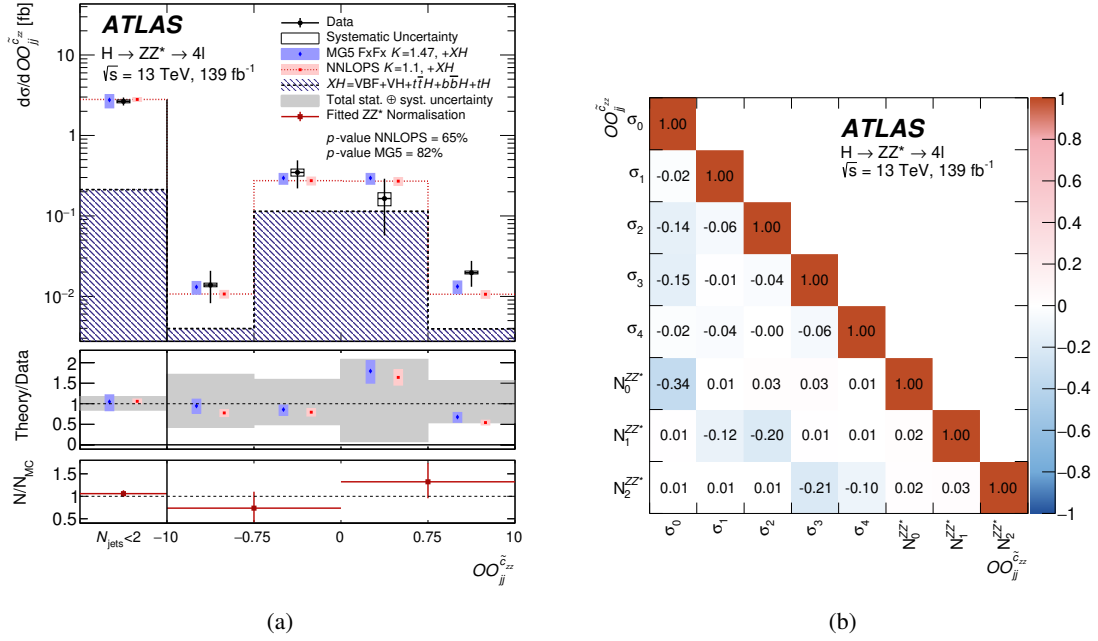 dσ/dOO_{jj}^{c̃_{zz}} [fb]
ATLAS
H → ZZ* → 4l
√s = 13 TeV, 139 fb⁻¹
Data
Systematic Uncertainty
MG5 FxFx K=1.47, +XH
NNLOPS K=1.1, +XH
XH=VBF+VH+tt̄H+bb̄H+tH
Total stat. ⊕ syst. uncertainty
Fitted ZZ* Normalisation
p-value NNLOPS = 65%
p-value MG5 = 82%
10
1
10⁻¹
10⁻²
Theory/Data
2
1.5
1
0.5
0
N/N_{MC}
1.5
1
0.5
N_{jets}<2 −10 −0.75 0 0.75 10
OO_{jj}^{c̃_{zz}}
(a)
OO_{jj}^{c̃_{zz}}
ATLAS
H → ZZ* → 4l
√s = 13 TeV, 139 fb⁻¹
σ₀ 1.00
σ₁ -0.02 1.00
σ₂ -0.14 -0.06 1.00
σ₃ -0.15 -0.01 -0.04 1.00
σ₄ -0.02 -0.04 -0.00 -0.06 1.00
N₀^{ZZ*} -0.34 0.01 0.03 0.03 0.01 1.00
N₁^{ZZ*} 0.01 -0.12 -0.20 0.01 0.01 0.02 1.00
N₂^{ZZ*} 0.01 0.01 0.01 -0.21 -0.10 0.02 0.03 1.00
σ₀ σ₁ σ₂ σ₃ σ₄ N₀^{ZZ*} N₁^{ZZ*} N₂^{ZZ*}
OO_{jj}^{c̃_{zz}}
1
0.8
0.6
0.4
0.2
0
−0.2
−0.4
−0.6
−0.8
−1
(b)